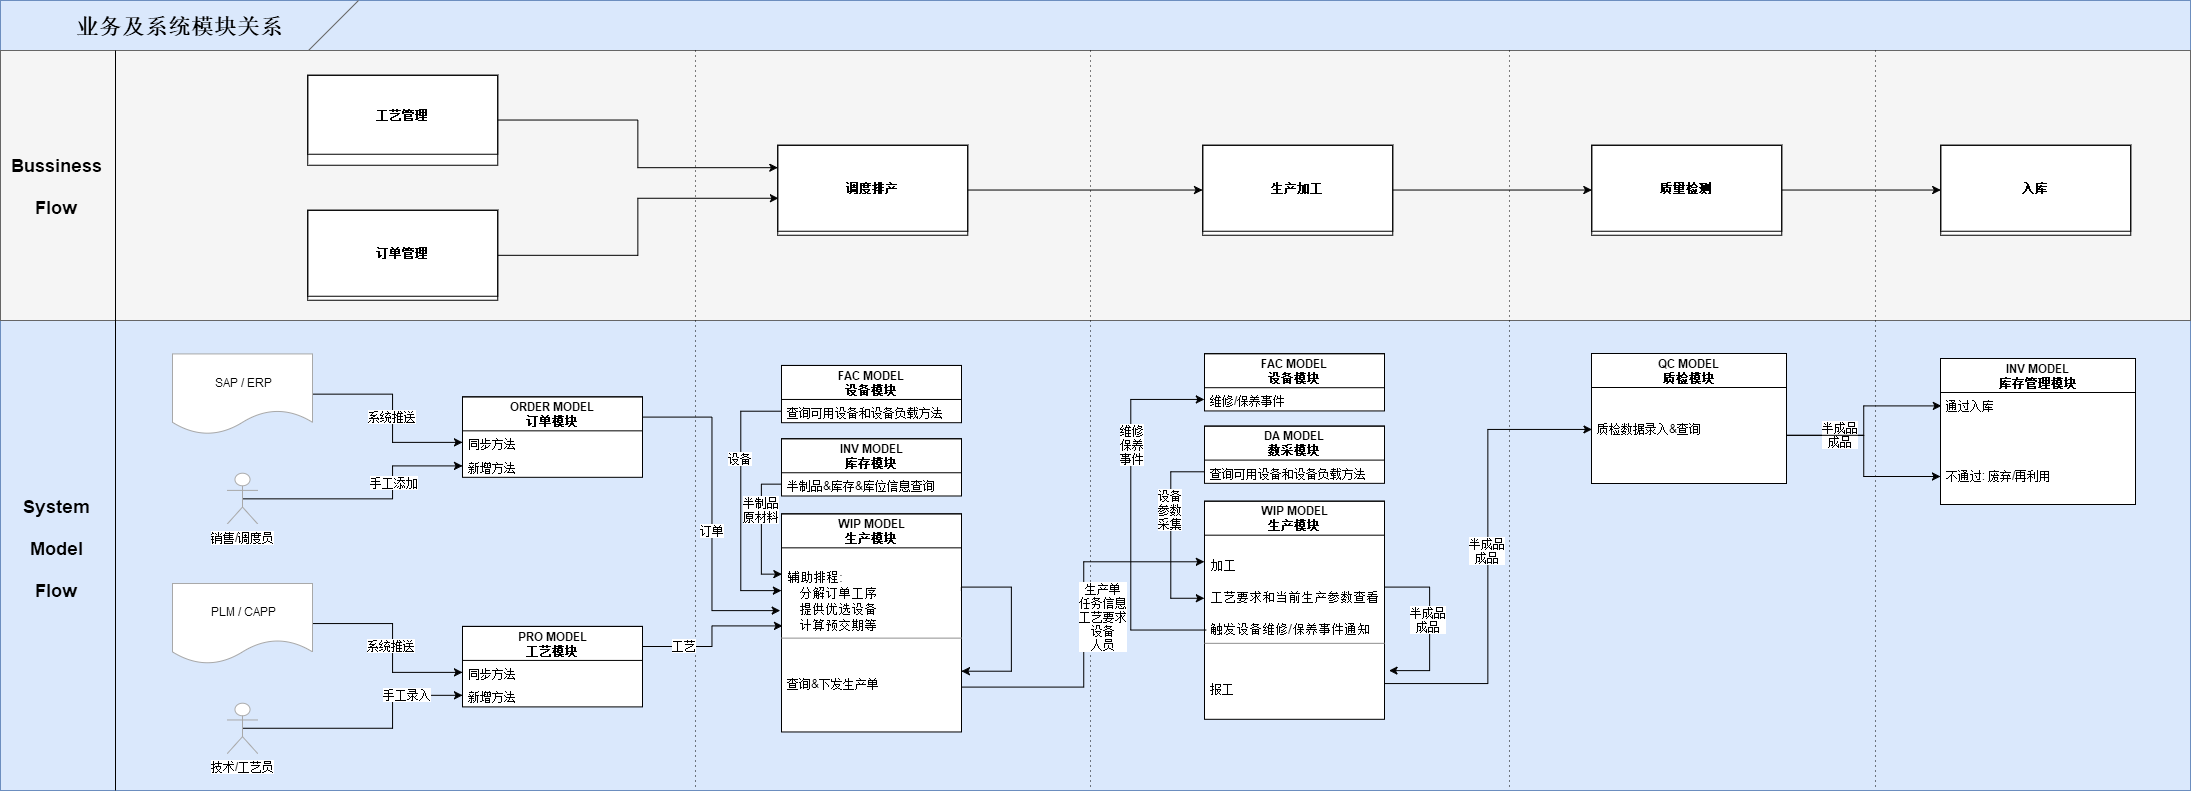 业务及系统模块关系
Bussiness
Flow
工艺管理
订单管理
调度排产
生产加工
质量检测
入库
System
Model
Flow
SAP / ERP
系统推送
手工添加
销售/调度员
ORDER MODEL
订单模块
同步方法
新增方法
PLM / CAPP
系统推送
手工录入
技术/工艺员
PRO MODEL
工艺模块
同步方法
新增方法
订单
工艺
设备
半制品
原材料
FAC MODEL
设备模块
查询可用设备和设备负载方法
INV MODEL
库存模块
半制品&库存&库位信息查询
WIP MODEL
生产模块
辅助排程:
分解订单工序
提供优选设备
计算预交期等
查询&下发生产单
生产单
任务信息
工艺要求
设备
人员
维修
保养
事件
设备
参数
采集
FAC MODEL
设备模块
维修/保养事件
DA MODEL
数采模块
查询可用设备和设备负载方法
WIP MODEL
生产模块
加工
工艺要求和当前生产参数查看
触发设备维修/保养事件通知
报工
半成品
成品
半成品
成品
QC MODEL
质检模块
质检数据录入&查询
半成品
成品
INV MODEL
库存管理模块
通过入库
不通过: 废弃/再利用